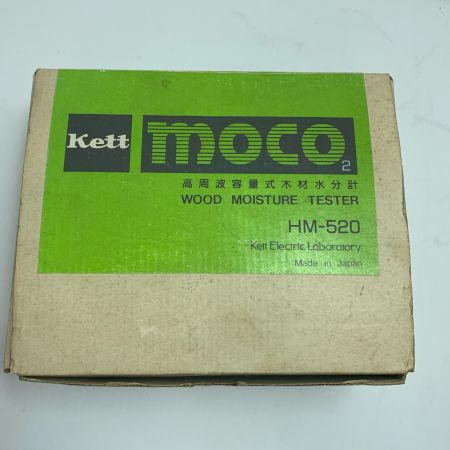 Kett moco 2
高周波容量式木材水分計
WOOD MOISTURE TESTER
HM-520
Kett Electric Laboratory
Made in Japan